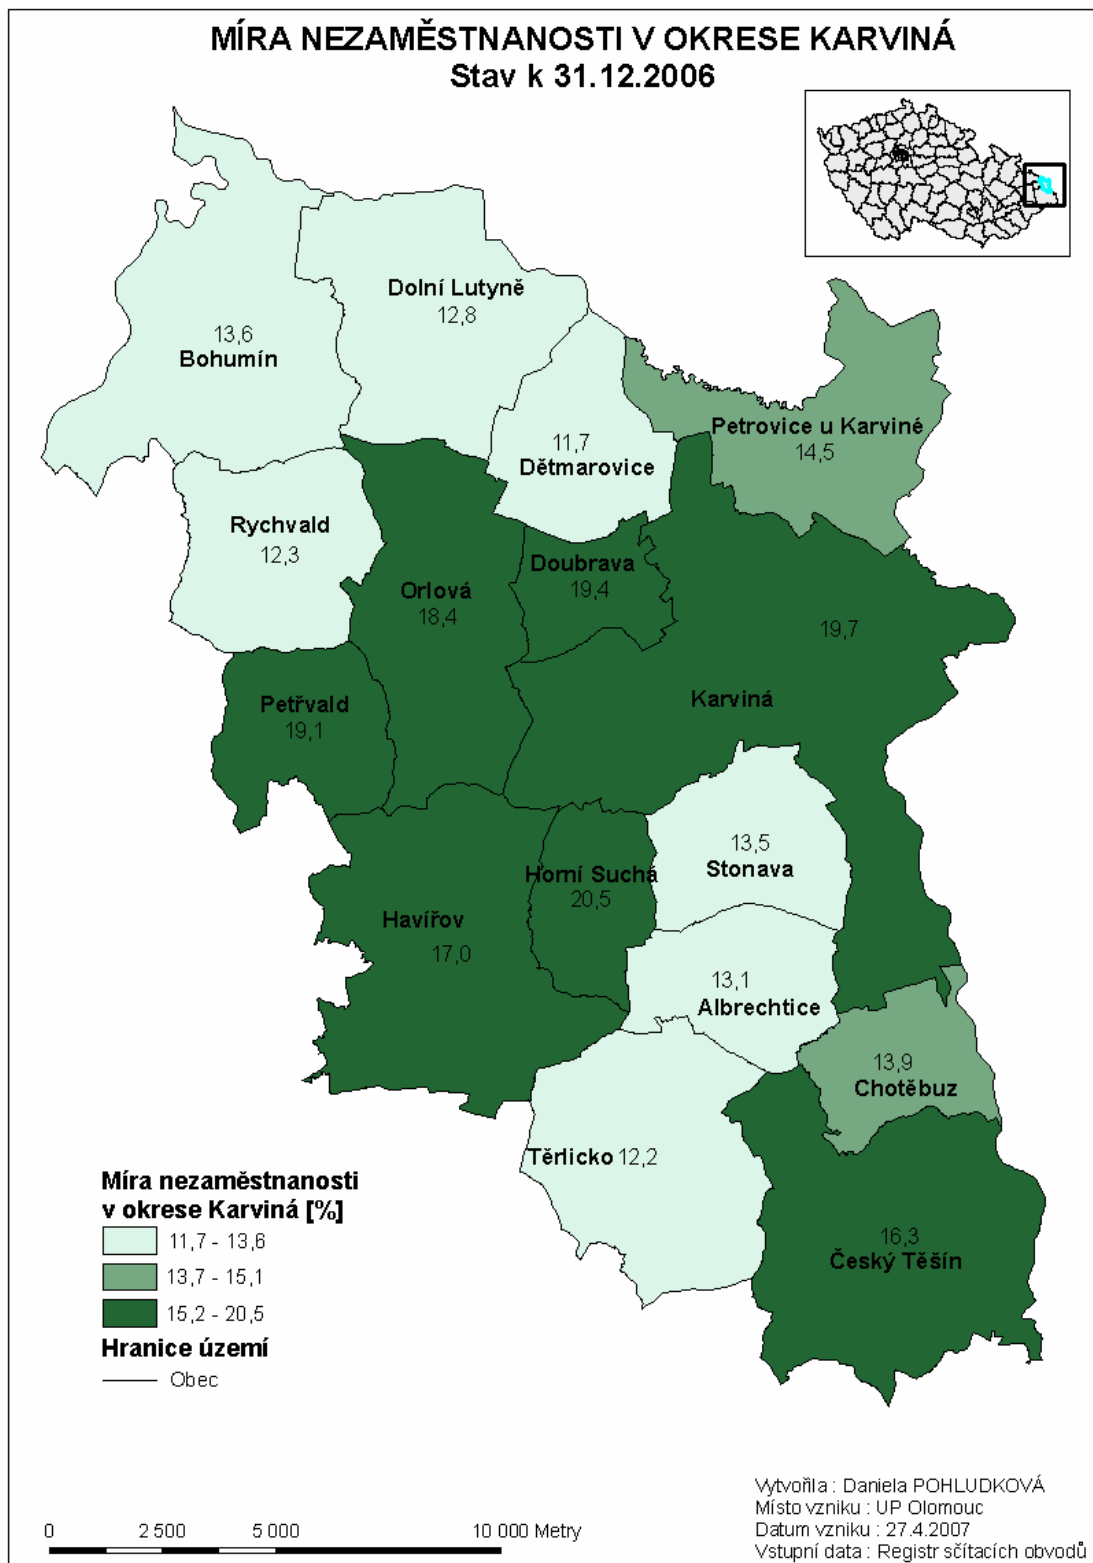 MÍRA NEZAMĚSTNANOSTI V OKRESE KARVINÁ
Stav k 31.12.2006
Dolní Lutyně
12,8
13,6
Bohumín
Petrovice u Karviné
14,5
11,7
Dětmarovice
Rychvald
12,3
Doubrava
19,4
Orlová
18,4
19,7
Karviná
Petřvald
19,1
13,5
Stonava
Horní Suchá
20,5
Havířov
17,0
13,1
Albrechtice
13,9
Chotěbuz
Těrlicko 12,2
16,3
Český Těšín
Míra nezaměstnanosti
v okrese Karviná [%]
11,7 - 13,6
13,7 - 15,1
15,2 - 20,5
Hranice území
Obec
0 2 500 5 000 10 000 Metry
Vytvořila : Daniela POHLUDKOVÁ
Místo vzniku : UP Olomouc
Datum vzniku : 27.4.2007
Vstupní data : Registr sčítacích obvodů